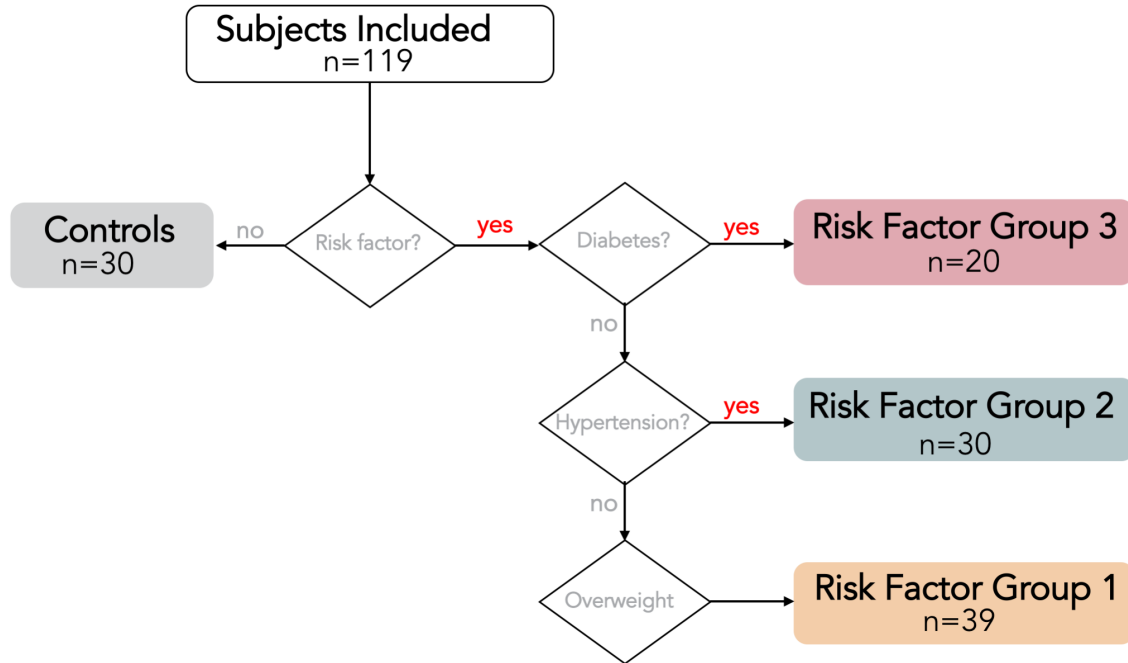 Subjects Included
n=119
Controls
n=30
no
Risk factor?
yes
Diabetes?
yes
Risk Factor Group 3
n=20
no
Hypertension?
yes
Risk Factor Group 2
n=30
no
Overweight
Risk Factor Group 1
n=39